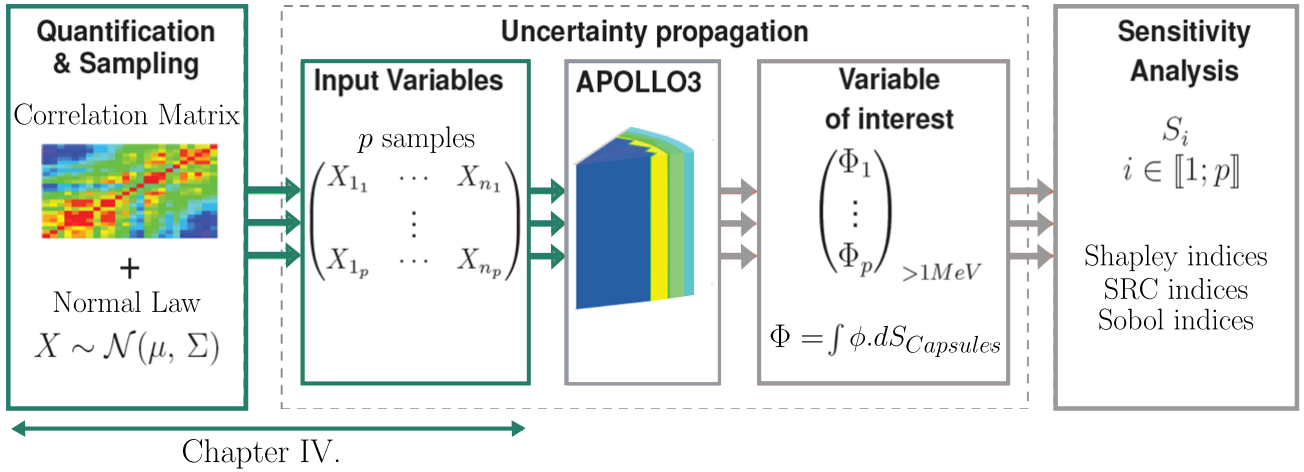 Quantification
& Sampling
Correlation Matrix
+
Normal Law
X ∼ 𝒩(μ, Σ)
Uncertainty propagation
Input Variables
p samples
X_{1_1} ⋯ X_{n_1}
⋮
X_{1_p} ⋯ X_{n_p}
APOLLO3
Variable
of interest
Φ_1
⋮
Φ_p
>1MeV
Φ = ∫ ϕ.dS_{Capsules}
Sensitivity
Analysis
S_i
i ∈ ⟦1; p⟧
Shapley indices
SRC indices
Sobol indices
Chapter IV.